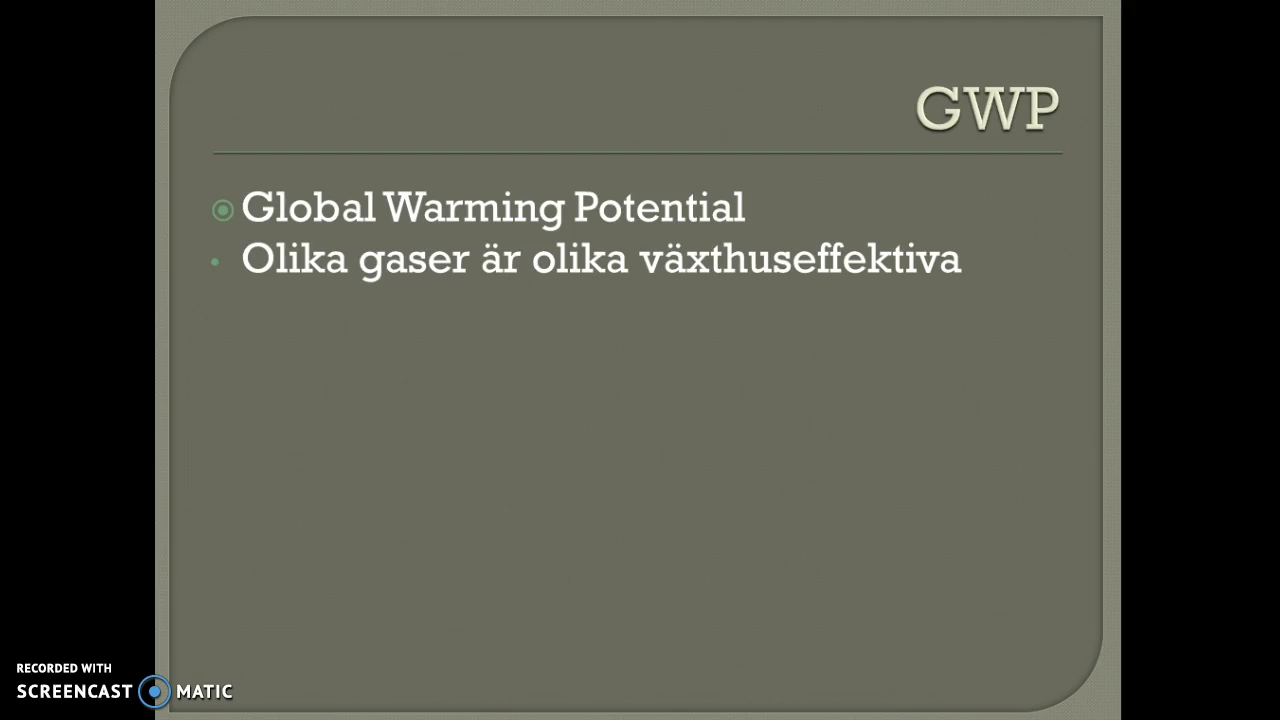 GWP
Global Warming Potential
Olika gaser är olika växthuseffektiva
RECORDED WITH
SCREENCAST MATIC